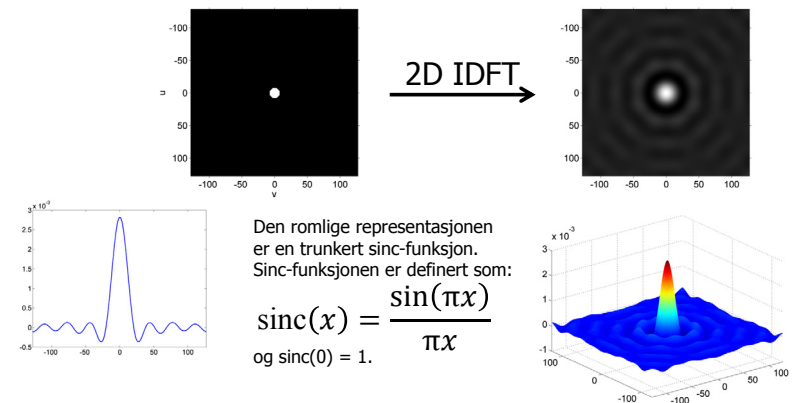 -100
-50
0
50
100
u
-100 -50 0 50 100
v
2D IDFT
-100
-50
0
50
100
-100 -50 0 50 100
3 x 10⁻³
2.5
2
1.5
1
0.5
0
-0.5
-100 -50 0 50 100
Den romlige representasjonen
er en trunkert sinc-funksjon.
Sinc-funksjonen er definert som:
sinc(x) = sin(πx) / πx
og sinc(0) = 1.
x 10⁻³
3
2
1
0
-1
100
0
-100
-100
-50
0
50
100